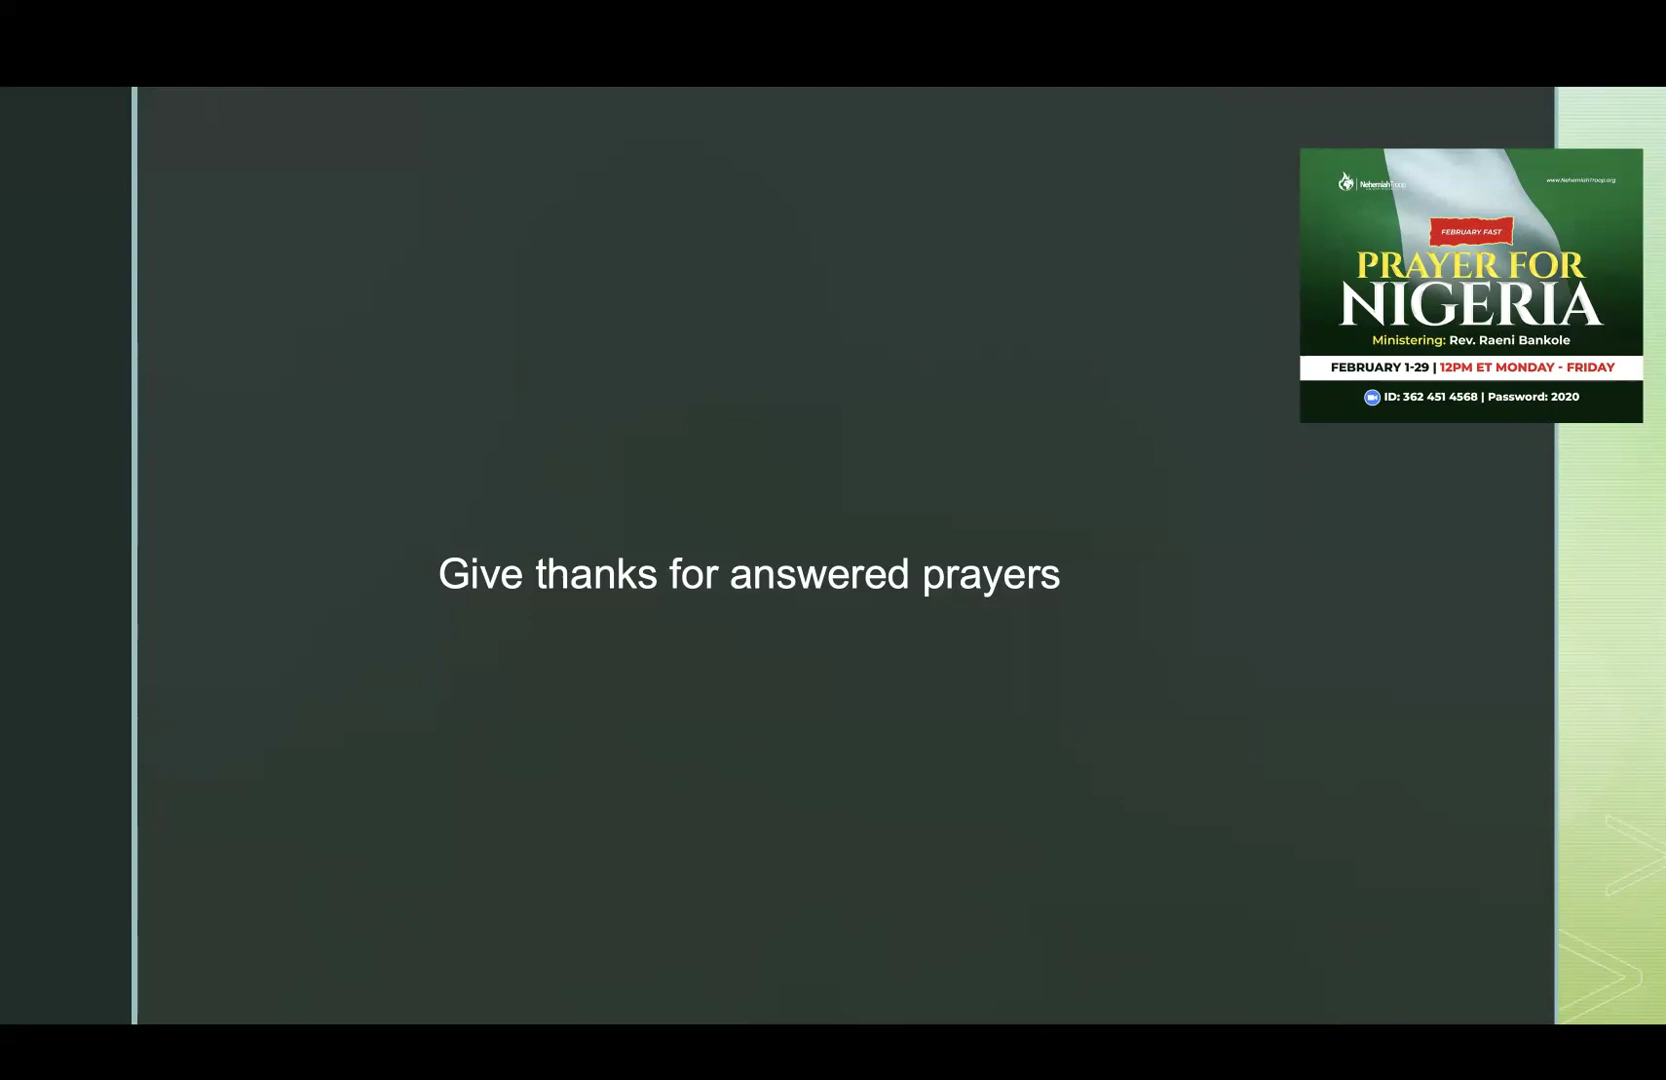 NehemiahTroop
www.NehemiahTroop.org
FEBRUARY FAST
PRAYER FOR
NIGERIA
Ministering: Rev. Raeni Bankole
FEBRUARY 1-29 | 12PM ET MONDAY - FRIDAY
ID: 362 451 4568 | Password: 2020
Give thanks for answered prayers